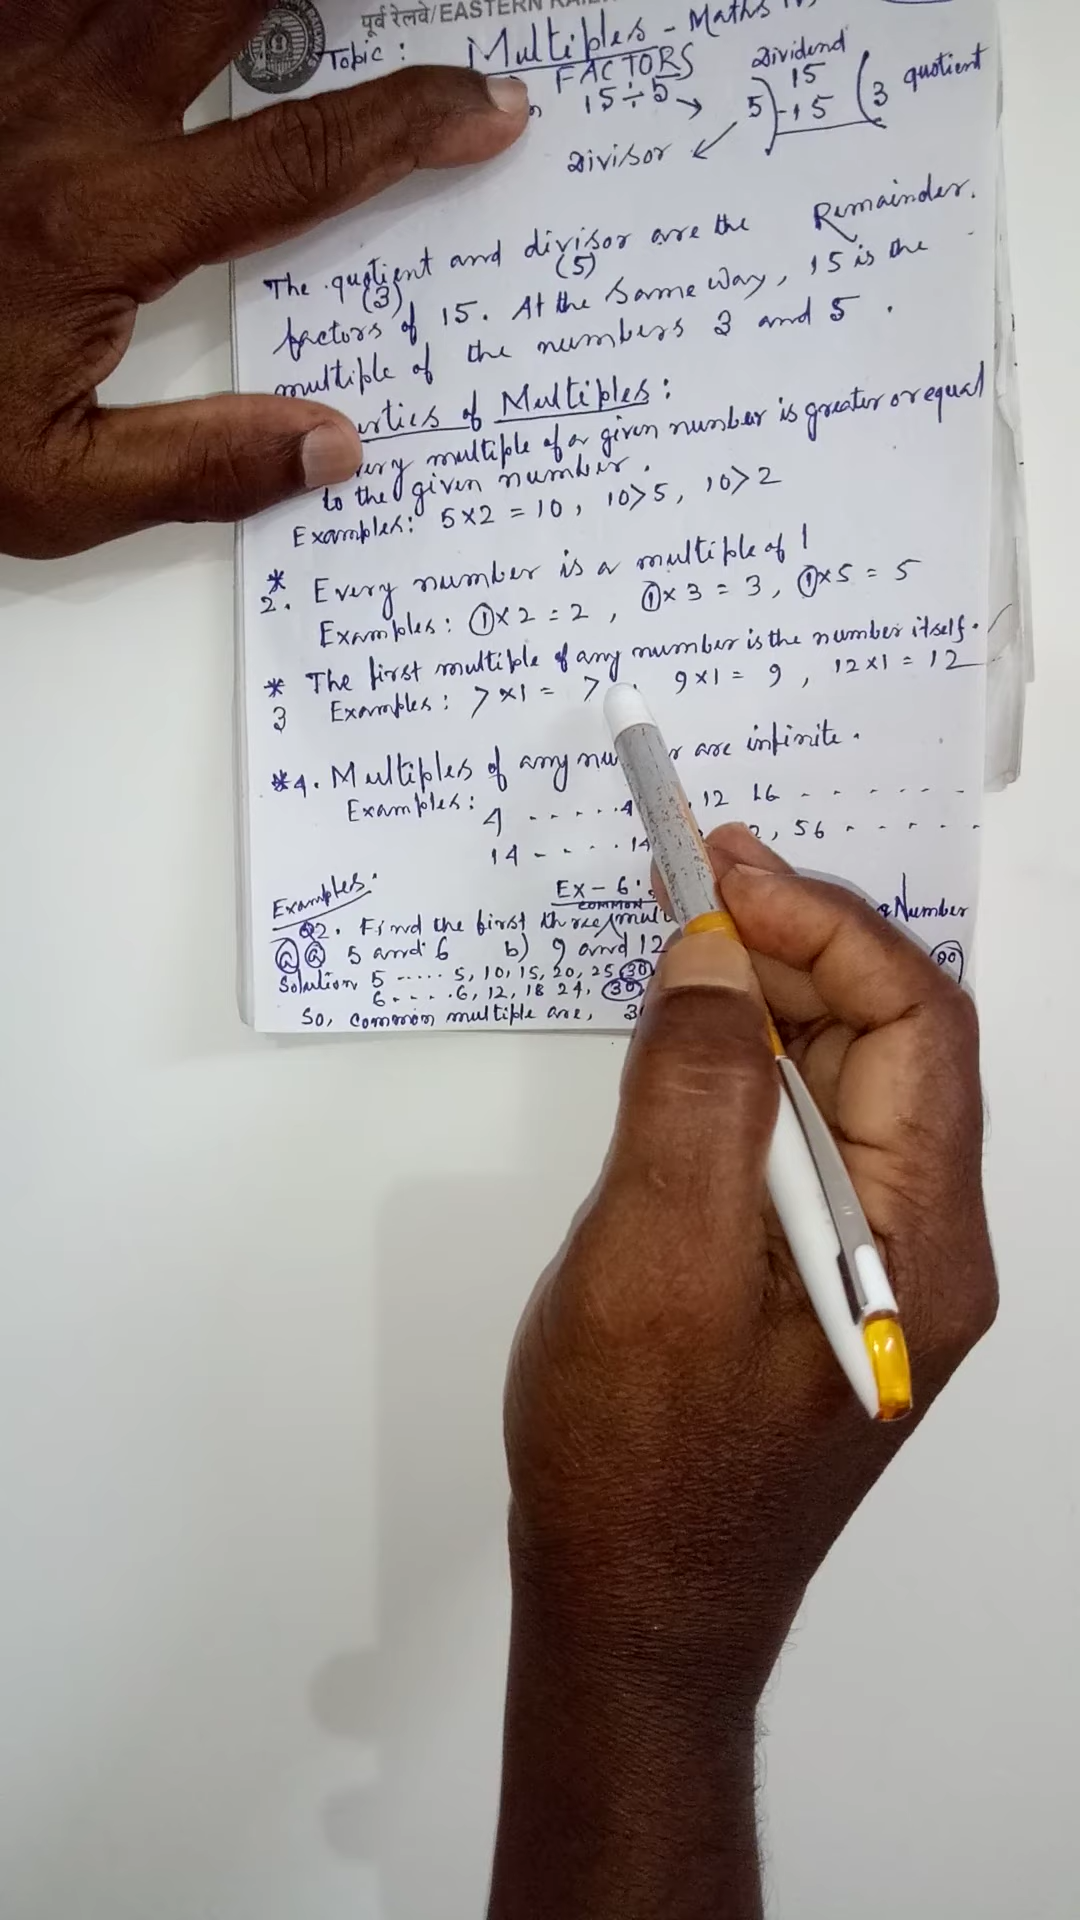 पूर्व रेलवे/EASTERN
Topic: Multiples - Maths
FACTORS
Dividend
15
15÷5 → 5)-15(3 quotient
Divisor ←
Remainder.
The quotient and divisor are the
(3) (5)
factors of 15. At the same way, 15 is the
multiple of the numbers 3 and 5.
of Multiples:
multiple of a given number is greater or equal
to the given number.
Examples: 5×2 = 10, 10>5, 10>2
* 2. Every number is a multiple of 1
Examples: ①×2 = 2, ①×3 = 3, ①×5 = 5
* 3 The first multiple of any number is the number itself.
Examples: 7×1 = 7 9×1 = 9, 12×1 = 12
*4. Multiples of any are infinite.
Examples: 4 ..... 4 , 12 16 - - - - - -
14 - .... 14 , 56 - - - - -
Examples.
Ex - 6.
COMMON
Q2. Find the first three Number
a) 5 and 6 b) 9 and 12
Solution 5 ..... 5, 10, 15, 20, 25, 30
6 .... 6, 12, 18 24, 30
So, common multiple are,